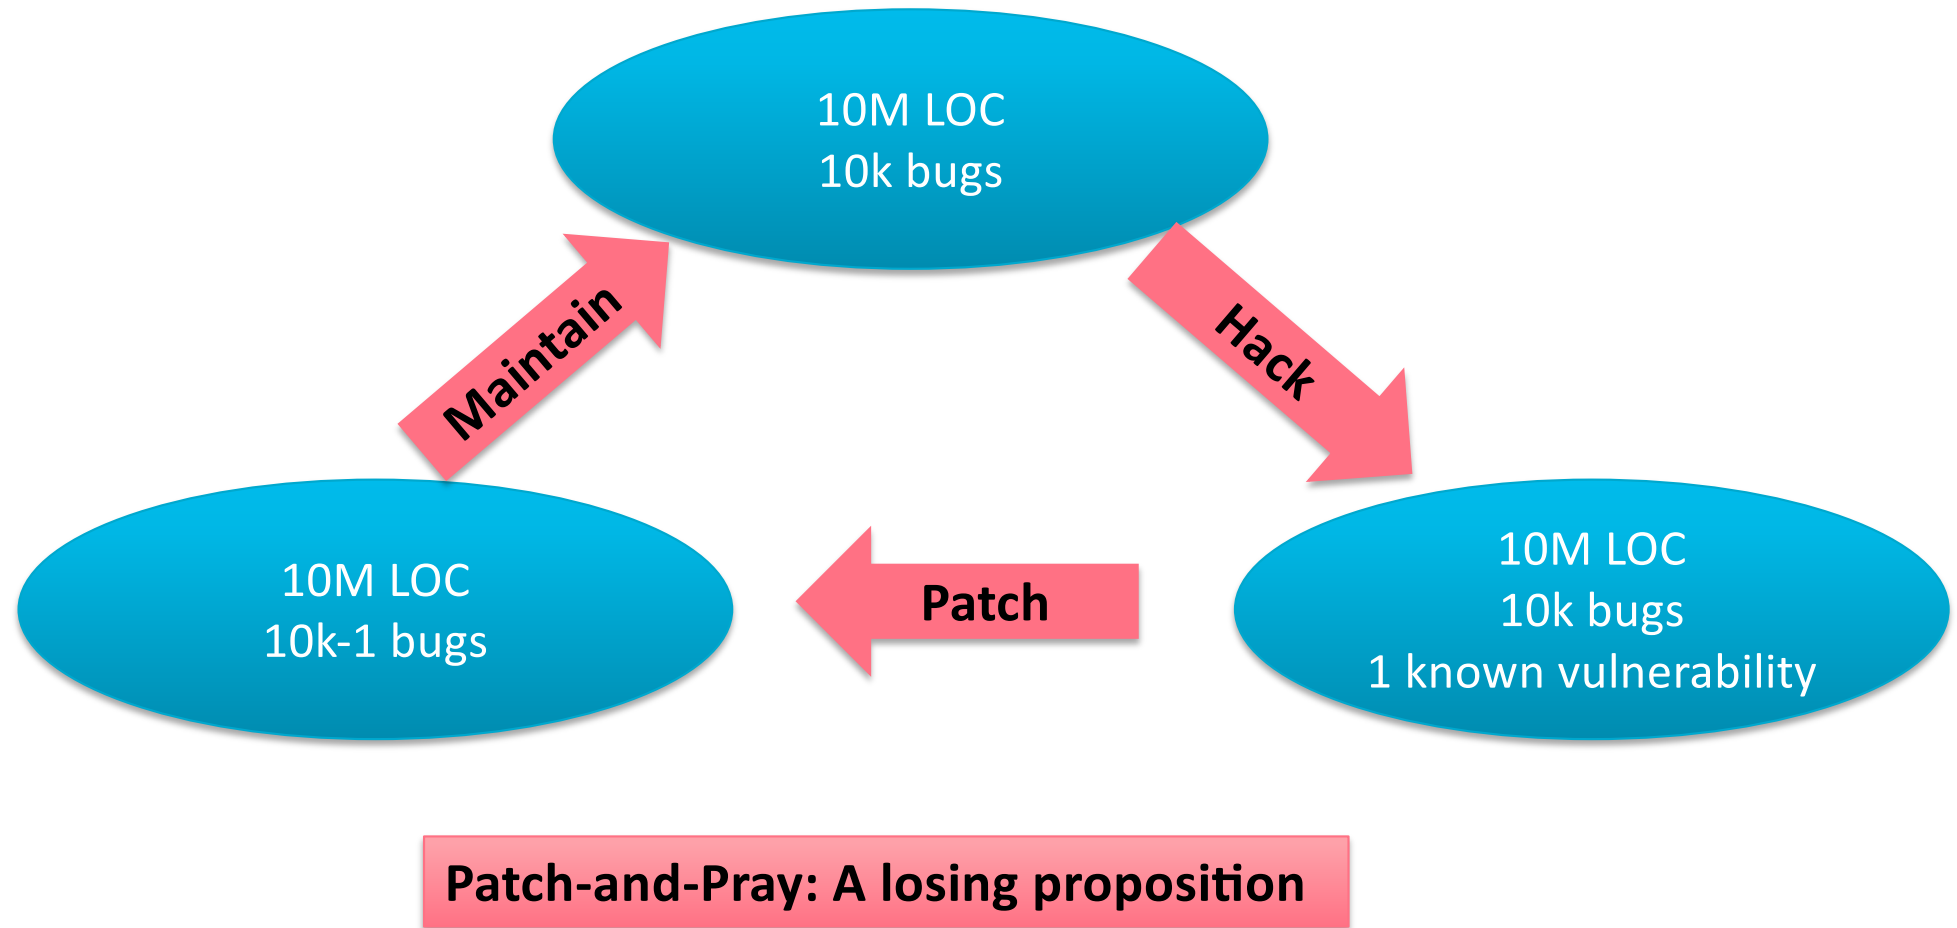 10M LOC
10k bugs
Maintain
Hack
10M LOC
10k-1 bugs
Patch
10M LOC
10k bugs
1 known vulnerability
Patch-and-Pray: A losing proposition